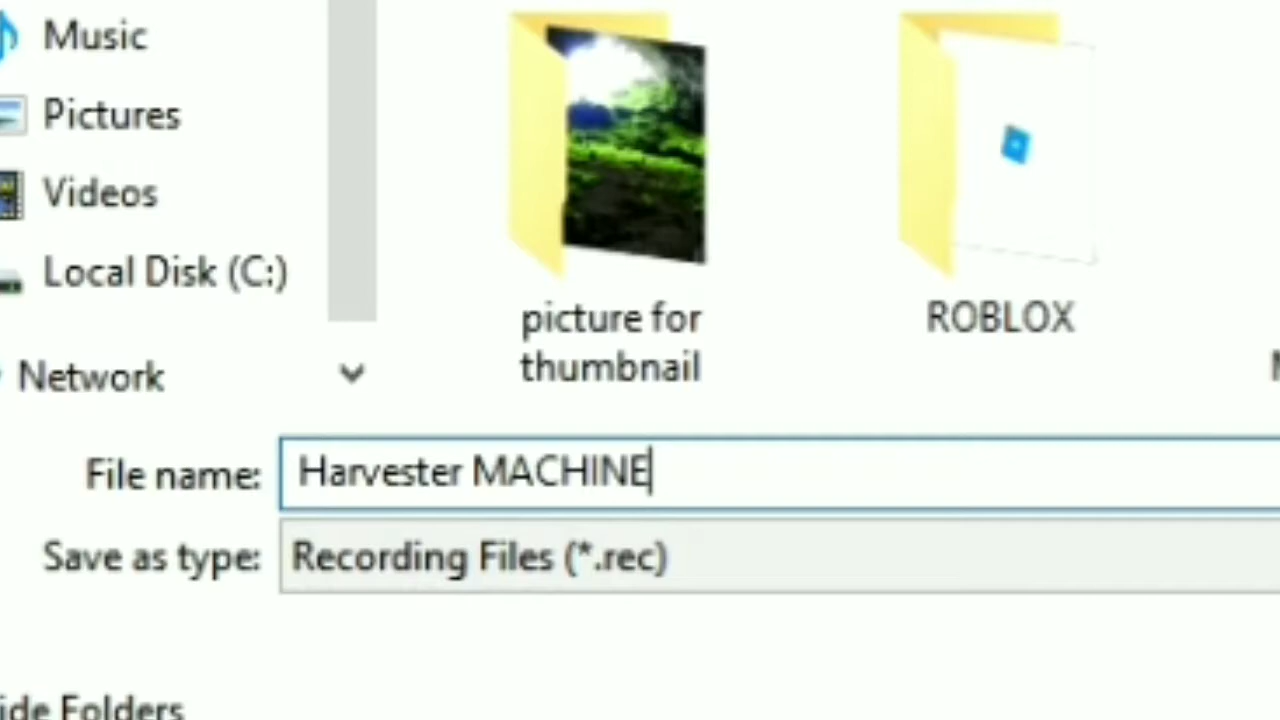 Music
Pictures
Videos
Local Disk (C:)
Network
picture for
thumbnail
ROBLOX
File name: Harvester MACHINE
Save as type: Recording Files (*.rec)
Folders